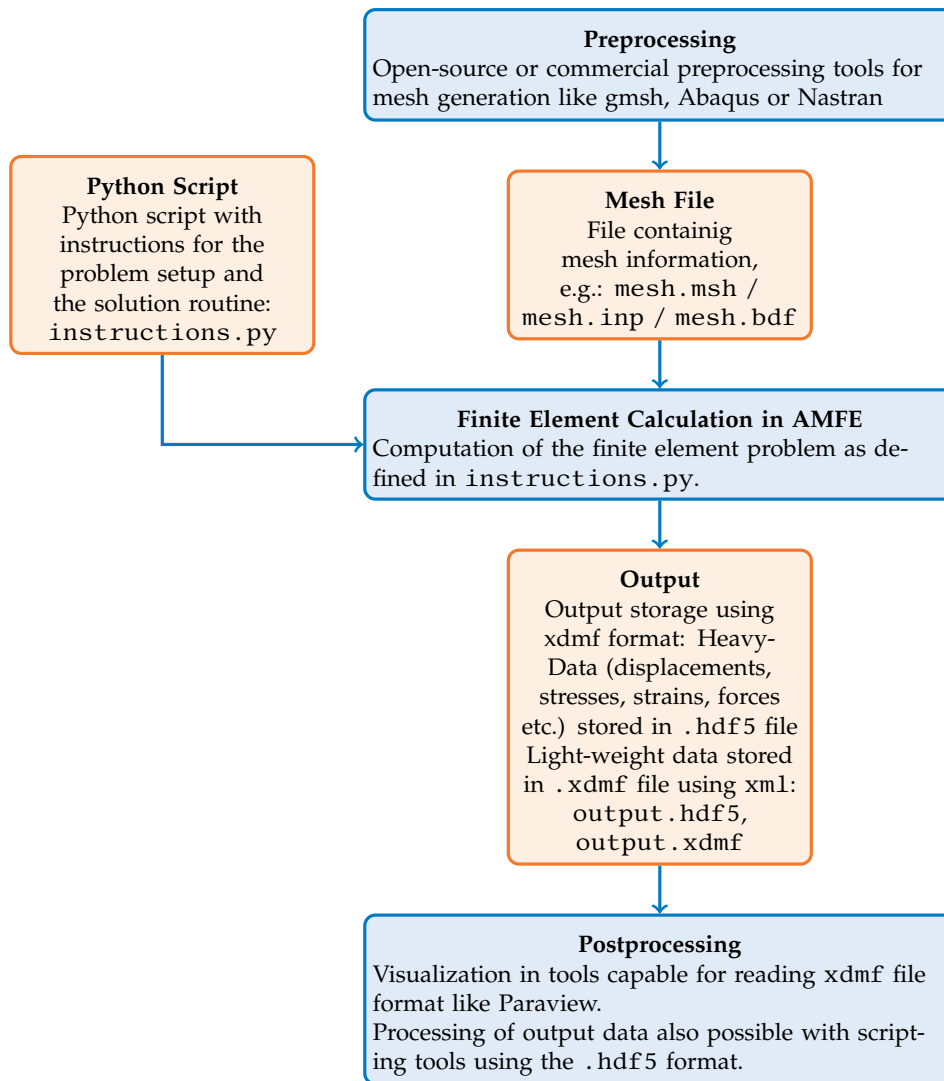 Preprocessing
Open-source or commercial preprocessing tools for
mesh generation like gmsh, Abaqus or Nastran
Python Script
Python script with
instructions for the
problem setup and
the solution routine:
instructions.py
Mesh File
File containig
mesh information,
e.g.: mesh.msh /
mesh.inp / mesh.bdf
Finite Element Calculation in AMFE
Computation of the finite element problem as de-
fined in instructions.py.
Output
Output storage using
xdmf format: Heavy-
Data (displacements,
stresses, strains, forces
etc.) stored in .hdf5 file
Light-weight data stored
in .xdmf file using xml:
output.hdf5,
output.xdmf
Postprocessing
Visualization in tools capable for reading xdmf file
format like Paraview.
Processing of output data also possible with script-
ing tools using the .hdf5 format.